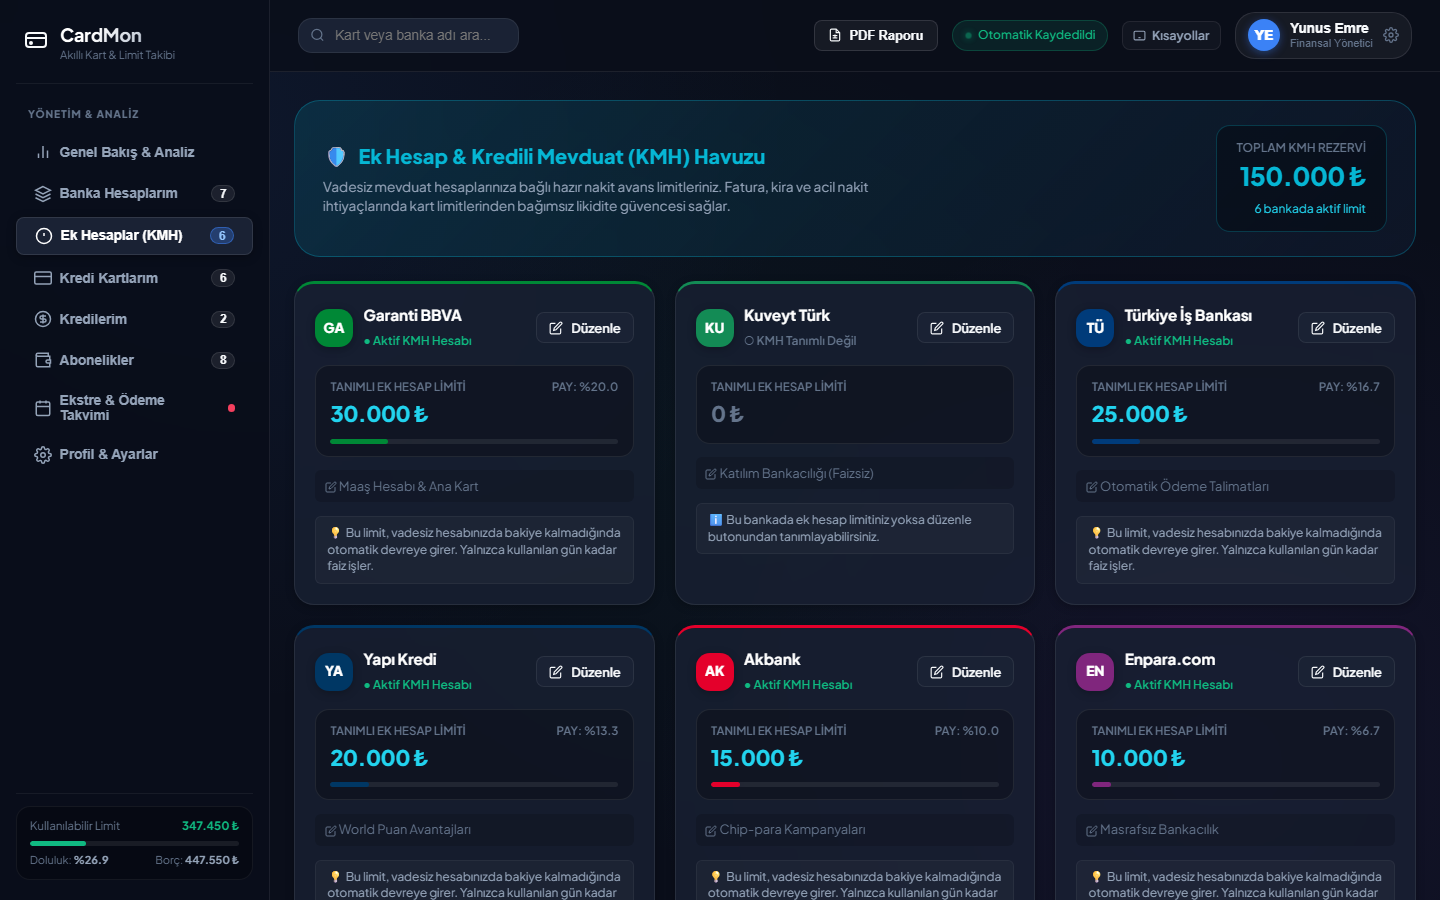 CardMon
Akıllı Kart & Limit Takibi
Kart veya banka adı ara...
PDF Raporu
Otomatik Kaydedildi
Kısayollar
YE
Yunus Emre
Finansal Yönetici
YÖNETİM & ANALİZ
Genel Bakış & Analiz
Banka Hesaplarım 7
Ek Hesaplar (KMH) 6
Kredi Kartlarım 6
Kredilerim 2
Abonelikler 8
Ekstre & Ödeme
Takvimi
Profil & Ayarlar
Kullanılabilir Limit 347.450 ₺
Doluluk: %26.9 Borç: 447.550 ₺
Ek Hesap & Kredili Mevduat (KMH) Havuzu
Vadesiz mevduat hesaplarınıza bağlı hazır nakit avans limitleriniz. Fatura, kira ve acil nakit
ihtiyaçlarında kart limitlerinden bağımsız likidite güvencesi sağlar.
TOPLAM KMH REZERVİ
150.000 ₺
6 bankada aktif limit
GA
Garanti BBVA
● Aktif KMH Hesabı
Düzenle
TANIMLI EK HESAP LİMİTİ PAY: %20.0
30.000 ₺
Maaş Hesabı & Ana Kart
💡 Bu limit, vadesiz hesabınızda bakiye kalmadığında
otomatik devreye girer. Yalnızca kullanılan gün kadar
faiz işler.
KU
Kuveyt Türk
○ KMH Tanımlı Değil
Düzenle
TANIMLI EK HESAP LİMİTİ
0 ₺
Katılım Bankacılığı (Faizsiz)
ℹ️ Bu bankada ek hesap limitiniz yoksa düzenle
butonundan tanımlayabilirsiniz.
TÜ
Türkiye İş Bankası
● Aktif KMH Hesabı
Düzenle
TANIMLI EK HESAP LİMİTİ PAY: %16.7
25.000 ₺
Otomatik Ödeme Talimatları
💡 Bu limit, vadesiz hesabınızda bakiye kalmadığında
otomatik devreye girer. Yalnızca kullanılan gün kadar
faiz işler.
YA
Yapı Kredi
● Aktif KMH Hesabı
Düzenle
TANIMLI EK HESAP LİMİTİ PAY: %13.3
20.000 ₺
World Puan Avantajları
💡 Bu limit, vadesiz hesabınızda bakiye kalmadığında
otomatik devreye girer. Yalnızca kullanılan gün kadar
AK
Akbank
● Aktif KMH Hesabı
Düzenle
TANIMLI EK HESAP LİMİTİ PAY: %10.0
15.000 ₺
Chip-para Kampanyaları
💡 Bu limit, vadesiz hesabınızda bakiye kalmadığında
otomatik devreye girer. Yalnızca kullanılan gün kadar
EN
Enpara.com
● Aktif KMH Hesabı
Düzenle
TANIMLI EK HESAP LİMİTİ PAY: %6.7
10.000 ₺
Masrafsız Bankacılık
💡 Bu limit, vadesiz hesabınızda bakiye kalmadığında
otomatik devreye girer. Yalnızca kullanılan gün kadar